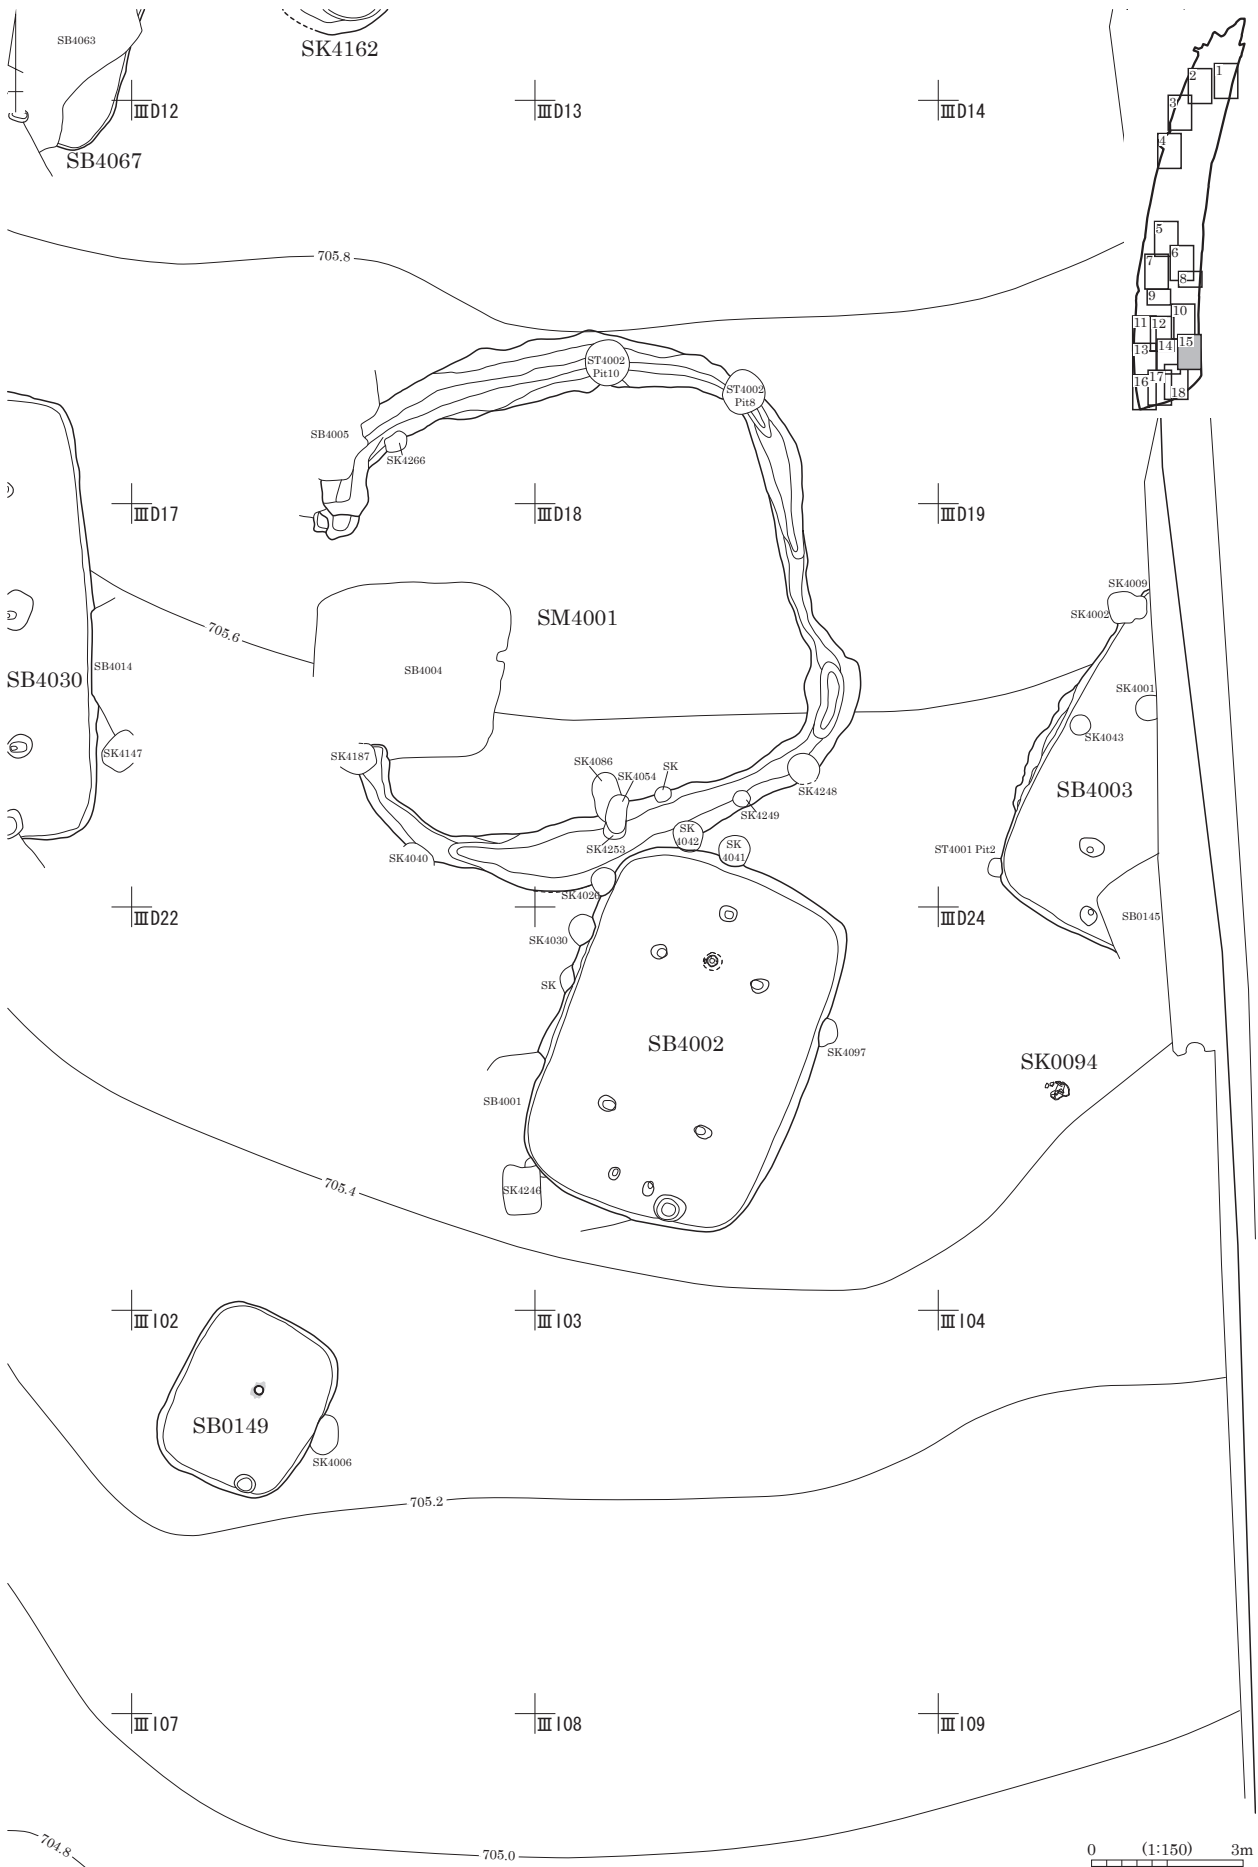 SB4063
SK4162
ⅢD12
ⅢD13
ⅢD14
SB4067
1
2
3
4
5
6
7
8
9
10
11
12
13
14
15
16
17
18
705.8
ST4002
Pit10
ST4002
Pit8
SB4005
SK4266
ⅢD17
ⅢD18
ⅢD19
SK4009
SK4002
SM4001
705.6
SB4014
SB4004
SB4030
SK4001
SK4043
SK4147
SK4187
SK4086
SK
SK4054
SK4248
SB4003
SK4249
SK
4042
SK4253
SK
4041
SK4040
ST4001 Pit2
SK4026
ⅢD22
ⅢD24
SB0145
SK4030
SK
SB4002
SK4097
SK0094
SB4001
SK4246
705.4
ⅢI02
ⅢI03
ⅢI04
SB0149
SK4006
705.2
ⅢI07
ⅢI08
ⅢI09
704.8
705.0
0 (1:150) 3m